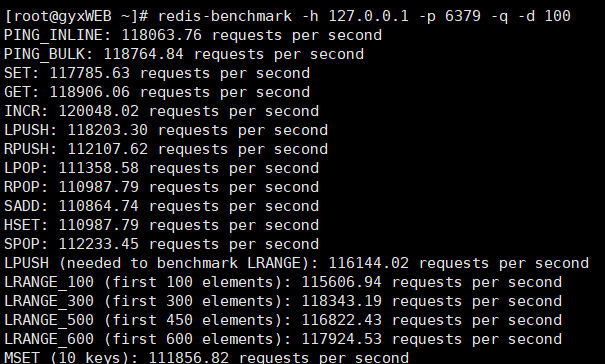 [root@gyxWEB ~]# redis-benchmark -h 127.0.0.1 -p 6379 -q -d 100
PING_INLINE: 118063.76 requests per second
PING_BULK: 118764.84 requests per second
SET: 117785.63 requests per second
GET: 118906.06 requests per second
INCR: 120048.02 requests per second
LPUSH: 118203.30 requests per second
RPUSH: 112107.62 requests per second
LPOP: 111358.58 requests per second
RPOP: 110987.79 requests per second
SADD: 110864.74 requests per second
HSET: 110987.79 requests per second
SPOP: 112233.45 requests per second
LPUSH (needed to benchmark LRANGE): 116144.02 requests per second
LRANGE_100 (first 100 elements): 115606.94 requests per second
LRANGE_300 (first 300 elements): 118343.19 requests per second
LRANGE_500 (first 450 elements): 116822.43 requests per second
LRANGE_600 (first 600 elements): 117924.53 requests per second
MSET (10 keys): 111856.82 requests per second